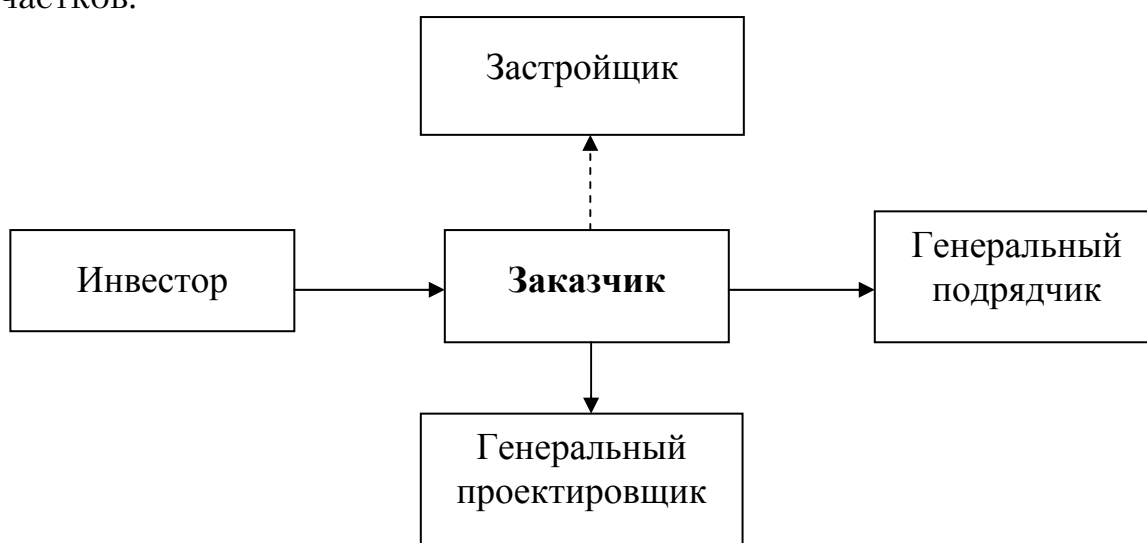 частков.
Застройщик
Инвестор
Заказчик
Генеральный
подрядчик
Генеральный
проектировщик